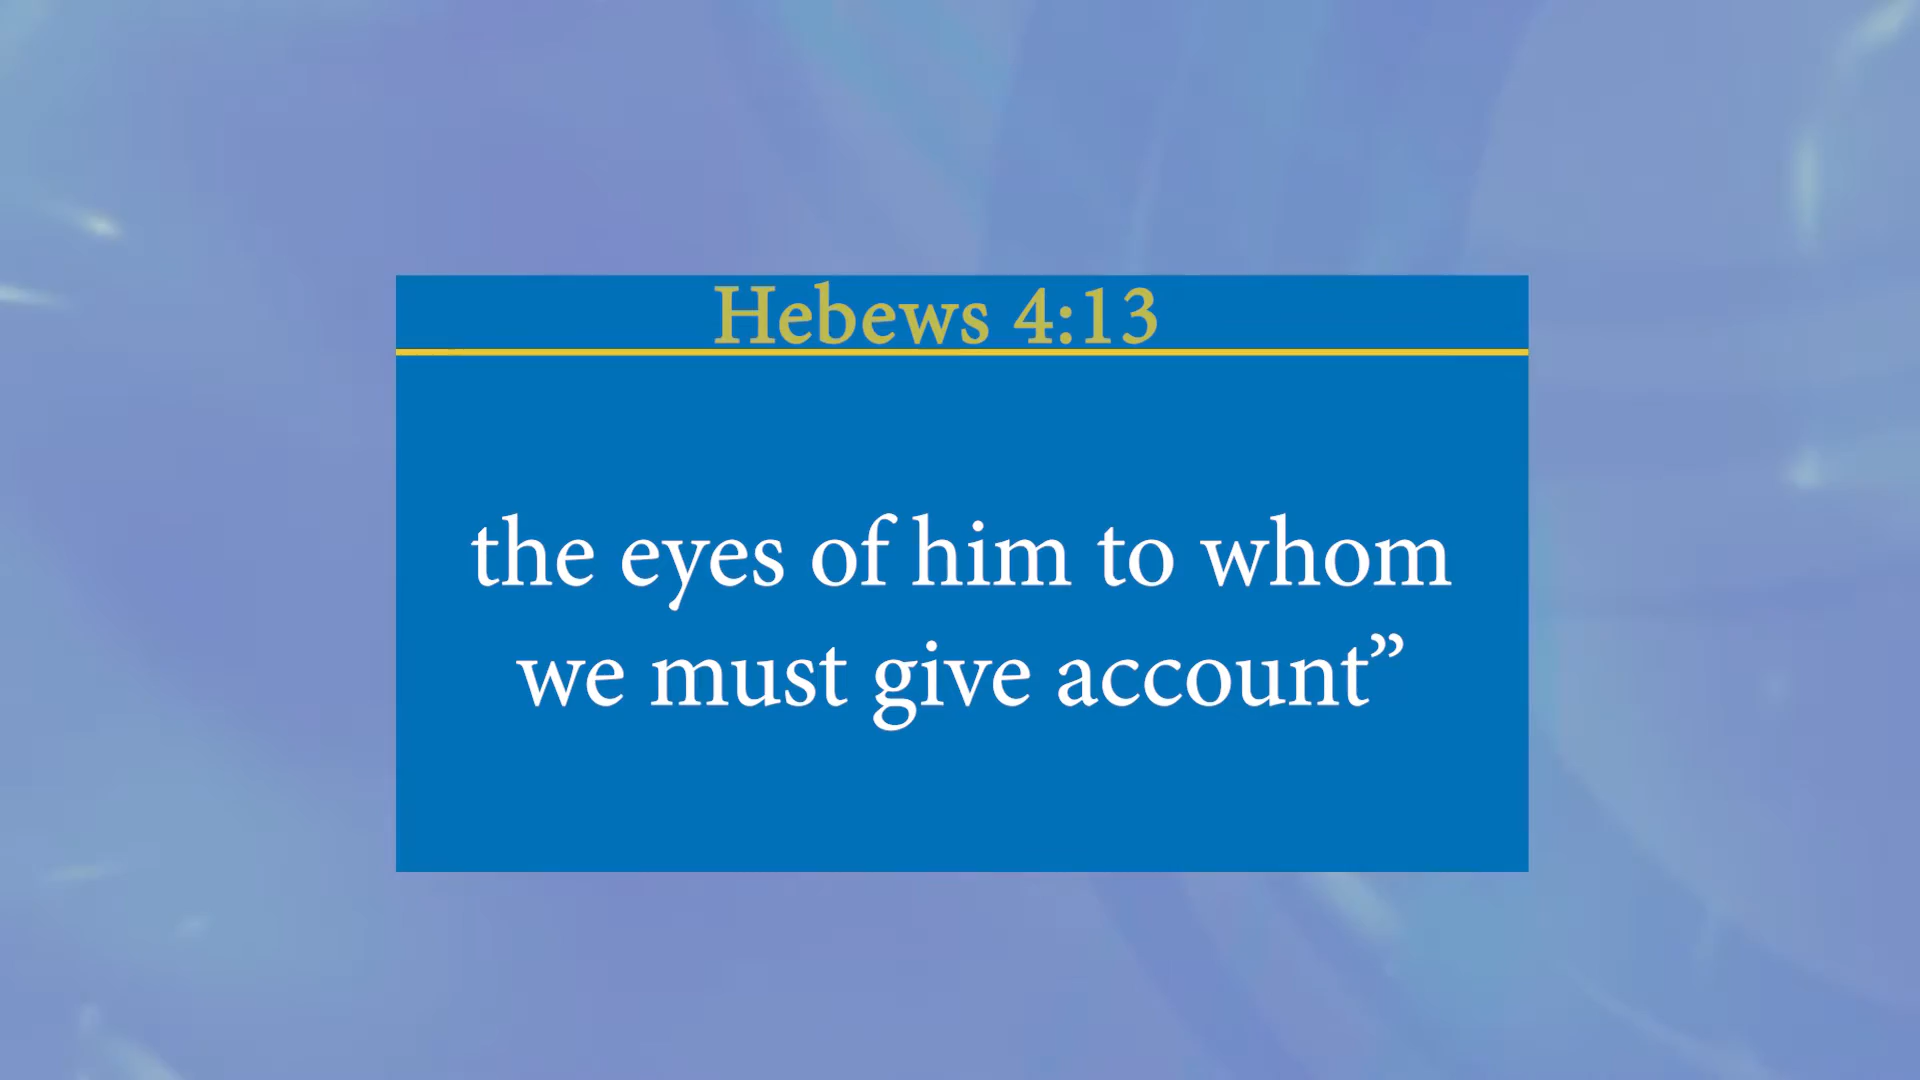 Hebews 4:13
the eyes of him to whom
we must give account”